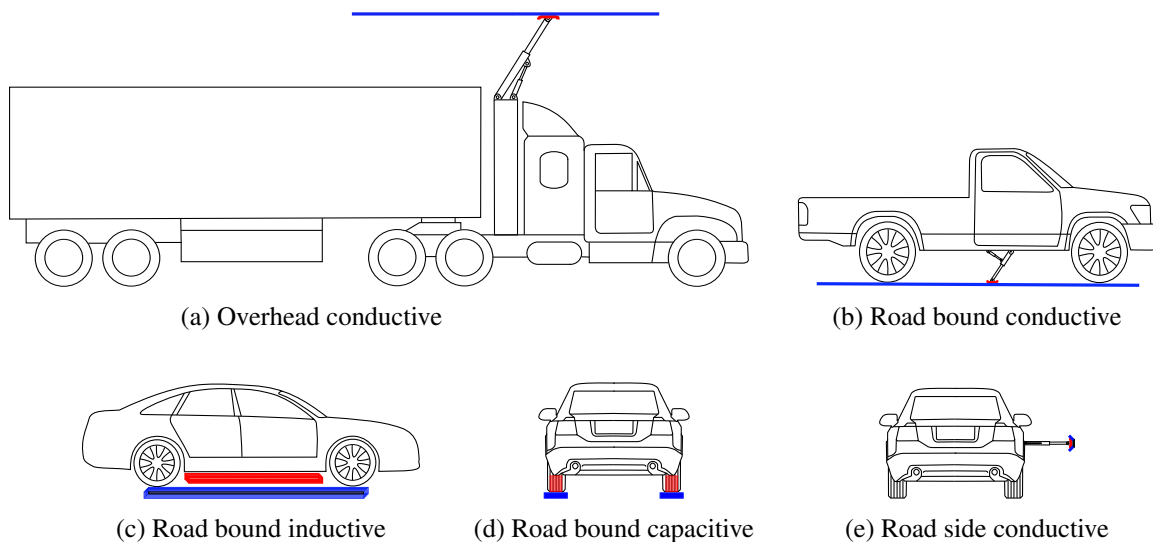 (a) Overhead conductive
(b) Road bound conductive
(c) Road bound inductive
(d) Road bound capacitive
(e) Road side conductive